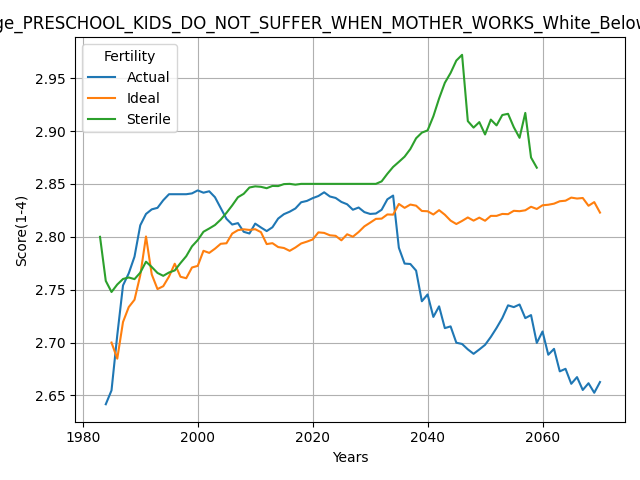 ge_PRESCHOOL_KIDS_DO_NOT_SUFFER_WHEN_MOTHER_WORKS_White_Below
Fertility
Actual
Ideal
Sterile
Score(1-4)
2.95
2.90
2.85
2.80
2.75
2.70
2.65
1980 2000 2020 2040 2060
Years